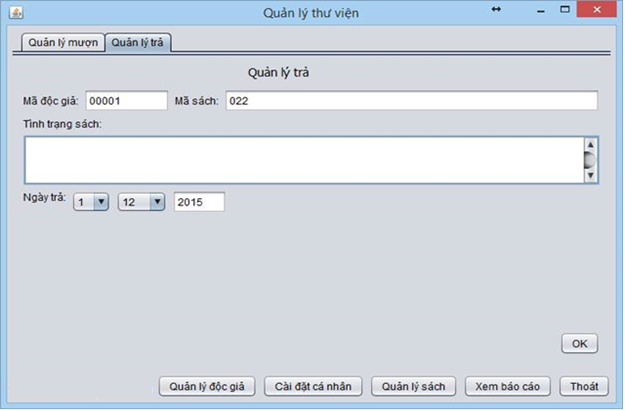 Quản lý thư viện
Quản lý mượn Quản lý trả
Quản lý trả
Mã độc giả: 00001 Mã sách: 022
Tình trạng sách:
Ngày trả: 1 12 2015
OK
Quản lý độc giả Cài đặt cá nhân Quản lý sách Xem báo cáo Thoát